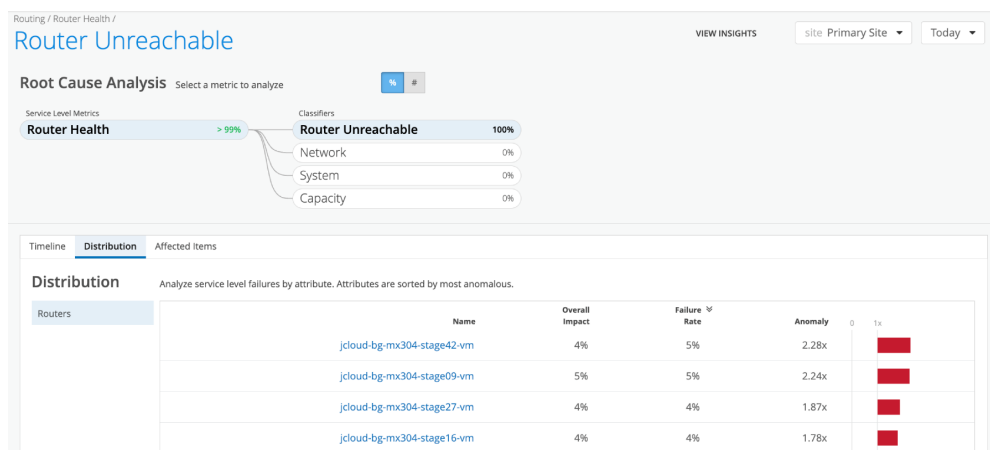 Routing / Router Health /
Router Unreachable
VIEW INSIGHTS
site Primary Site
Today
Root Cause Analysis Select a metric to analyze
% #
Service Level Metrics
Router Health > 99%
Classifiers
Router Unreachable 100%
Network 0%
System 0%
Capacity 0%
Timeline Distribution Affected Items
Distribution
Analyze service level failures by attribute. Attributes are sorted by most anomalous.
Routers
Name Overall Impact Failure Rate Anomaly 0 1x
jcloud-bg-mx304-stage42-vm 4% 5% 2.28x
jcloud-bg-mx304-stage09-vm 5% 5% 2.24x
jcloud-bg-mx304-stage27-vm 4% 4% 1.87x
jcloud-bg-mx304-stage16-vm 4% 4% 1.78x